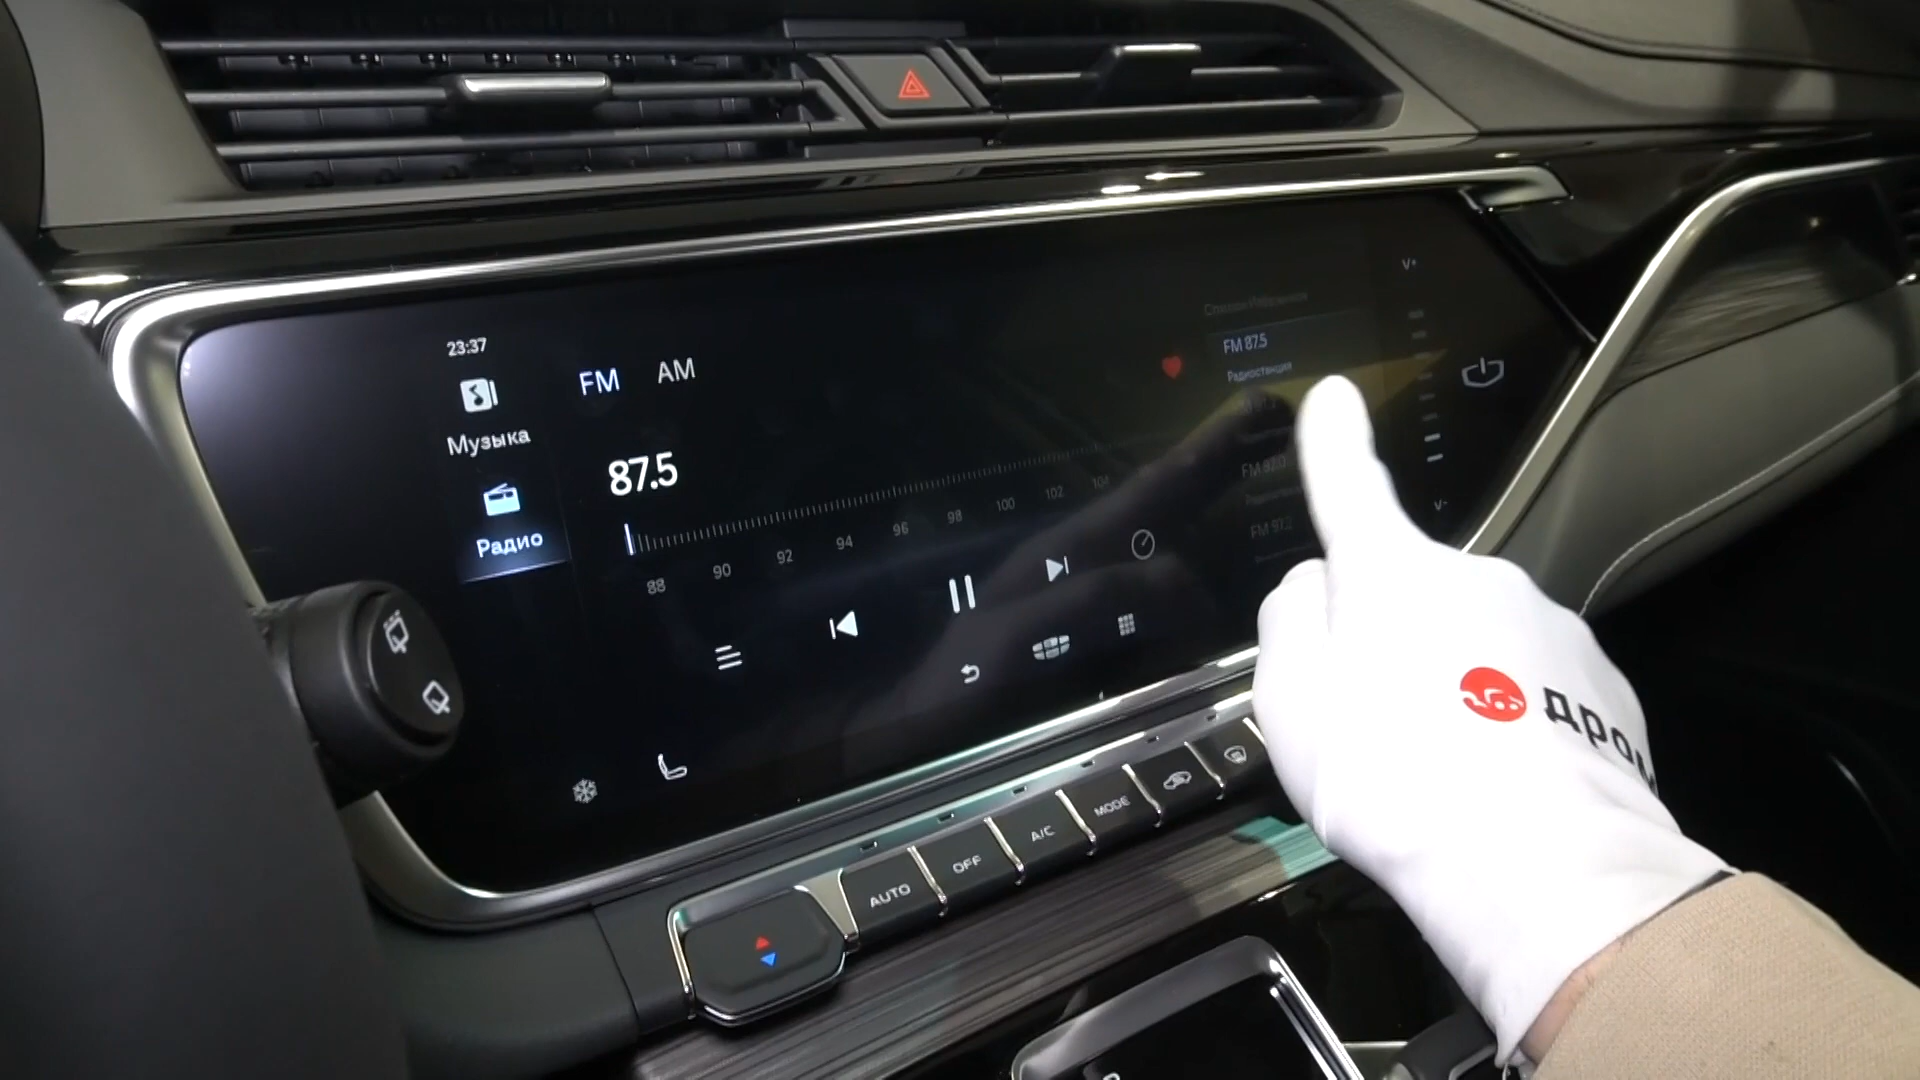 V+
23:37
FM AM
FM 87.5
Радиостанция
Музыка
87.5
Радио
88 90 92 94 96 98 100 102 104
V-
дром
AUTO
OFF
A/C
MODE